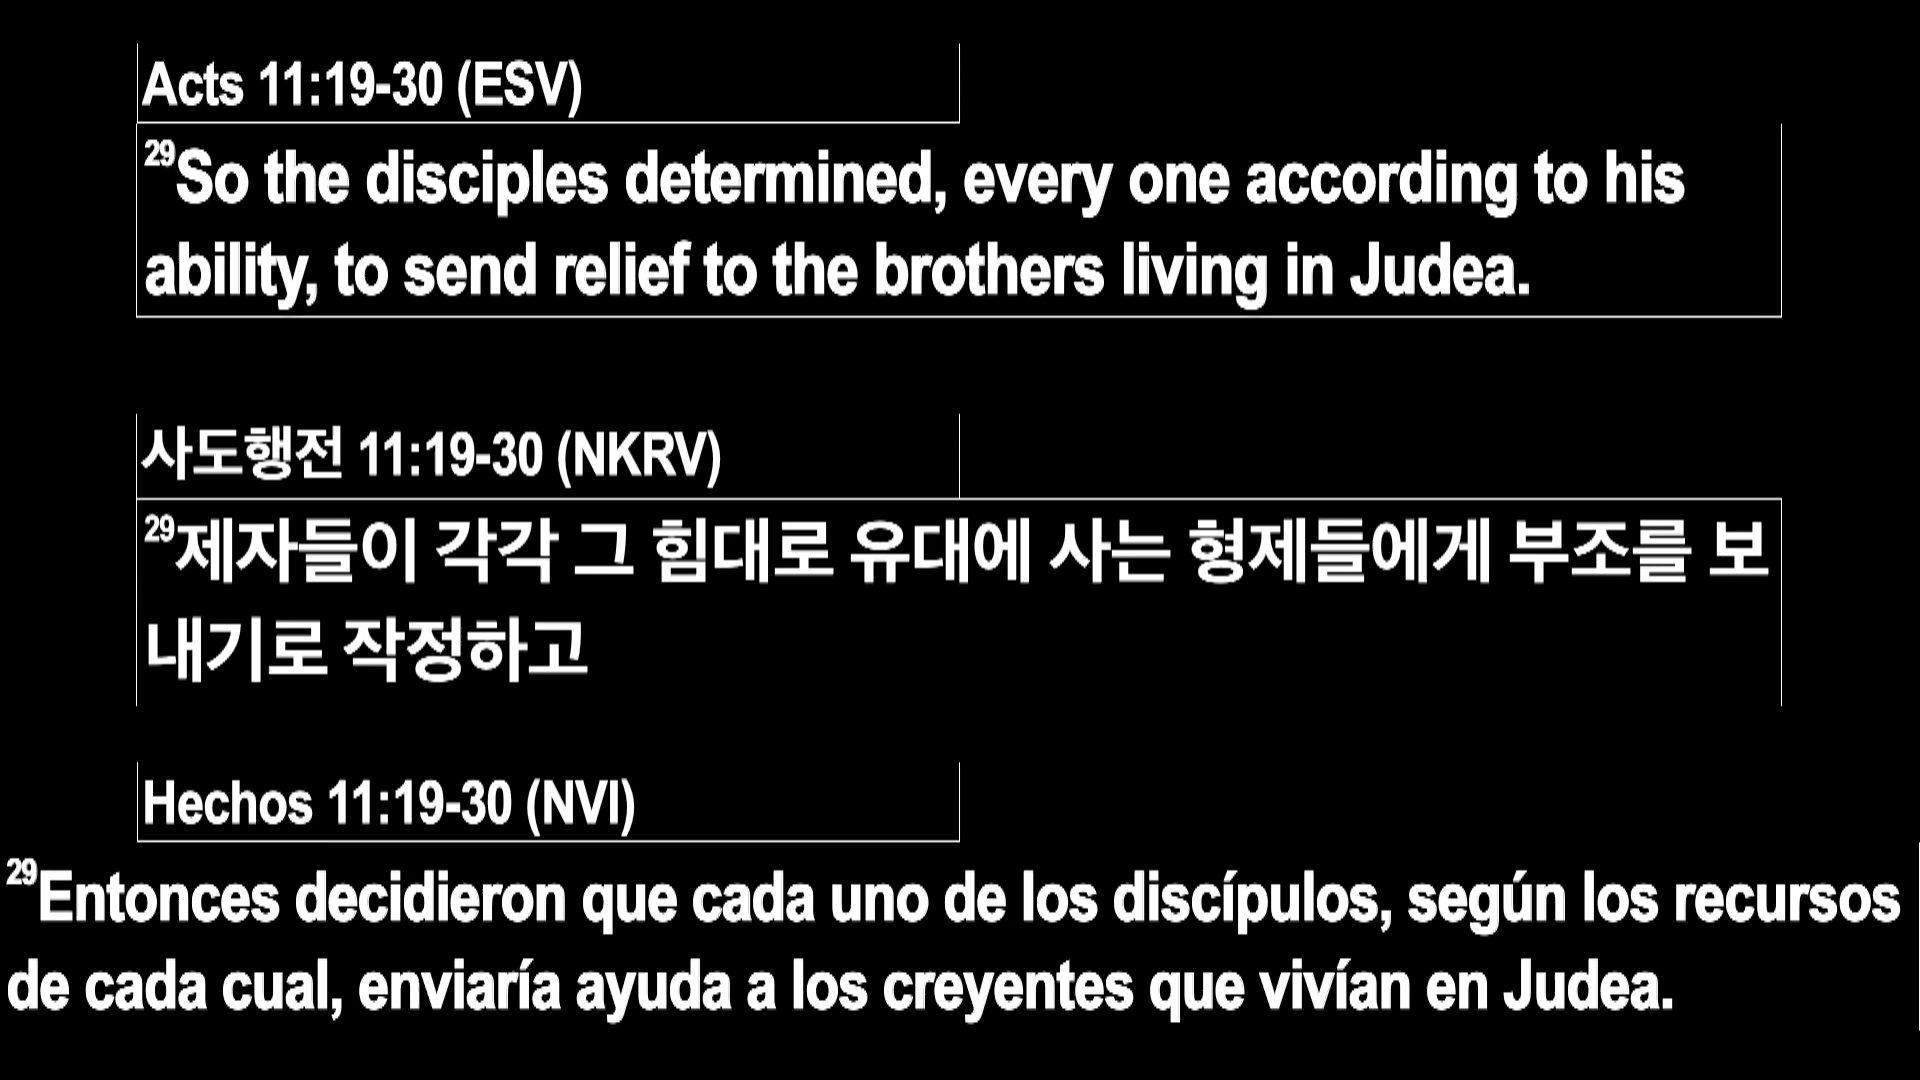 Acts 11:19-30 (ESV)
29So the disciples determined, every one according to his
ability, to send relief to the brothers living in Judea.
사도행전 11:19-30 (NKRV)
29제자들이 각각 그 힘대로 유대에 사는 형제들에게 부조를 보
내기로 작정하고
Hechos 11:19-30 (NVI)
29Entonces decidieron que cada uno de los discípulos, según los recursos
de cada cual, enviaría ayuda a los creyentes que vivían en Judea.